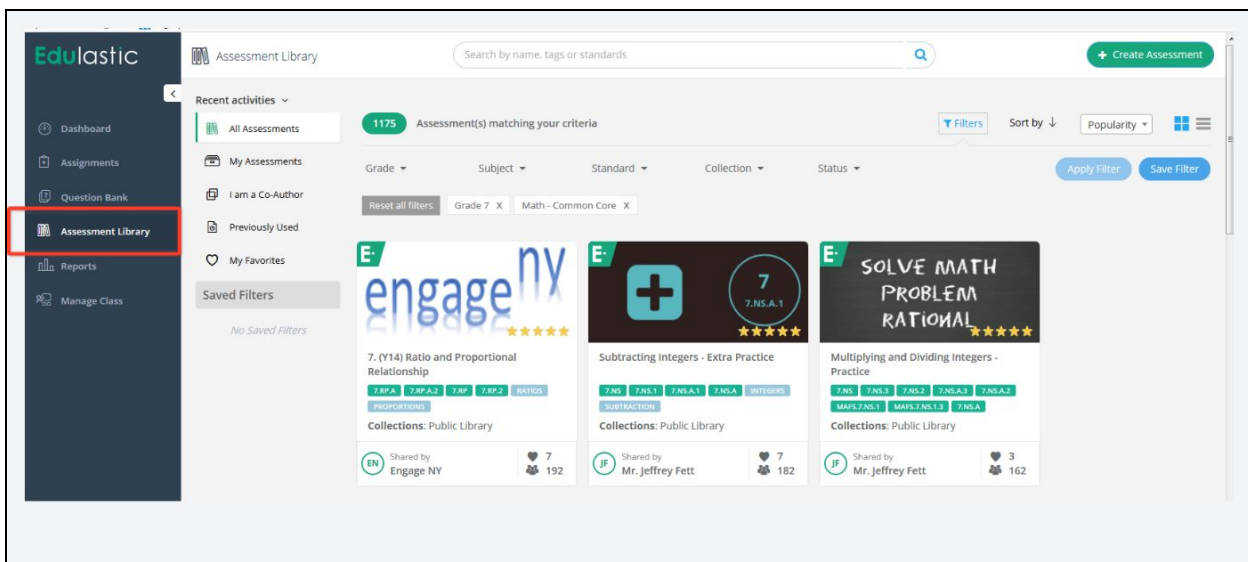 Edulastic
Assessment Library
Search by name, tags or standards
+ Create Assessment
Dashboard
Assignments
Question Bank
Assessment Library
Reports
Manage Class
Recent activities
All Assessments
My Assessments
I am a Co-Author
Previously Used
My Favorites
Saved Filters
No Saved Filters
1175 Assessment(s) matching your criteria
Filters
Sort by ↓
Popularity
Grade
Subject
Standard
Collection
Status
Apply Filter
Save Filter
Reset all filters
Grade 7 X
Math - Common Core X
E·
engage ny
7. (Y14) Ratio and Proportional
Relationship
7.RP.A 7.RP.A.2 7.RP 7.RP.2 RATIOS
PROPORTIONS
Collections: Public Library
EN
Shared by
Engage NY
7
192
E·
7
7.NS.A.1
Subtracting Integers - Extra Practice
7.NS 7.NS.1 7.NS.A.1 7.NS.A INTEGERS
SUBTRACTION
Collections: Public Library
JF
Shared by
Mr. Jeffrey Fett
7
182
E·
SOLVE MATH
PROBLEM
RATIONAL
Multiplying and Dividing Integers -
Practice
7.NS 7.NS.3 7.NS.2 7.NS.A.3 7.NS.A.2
MAFS.7.NS.1 MAFS.7.NS.1.3 7.NS.A
Collections: Public Library
JF
Shared by
Mr. Jeffrey Fett
3
162